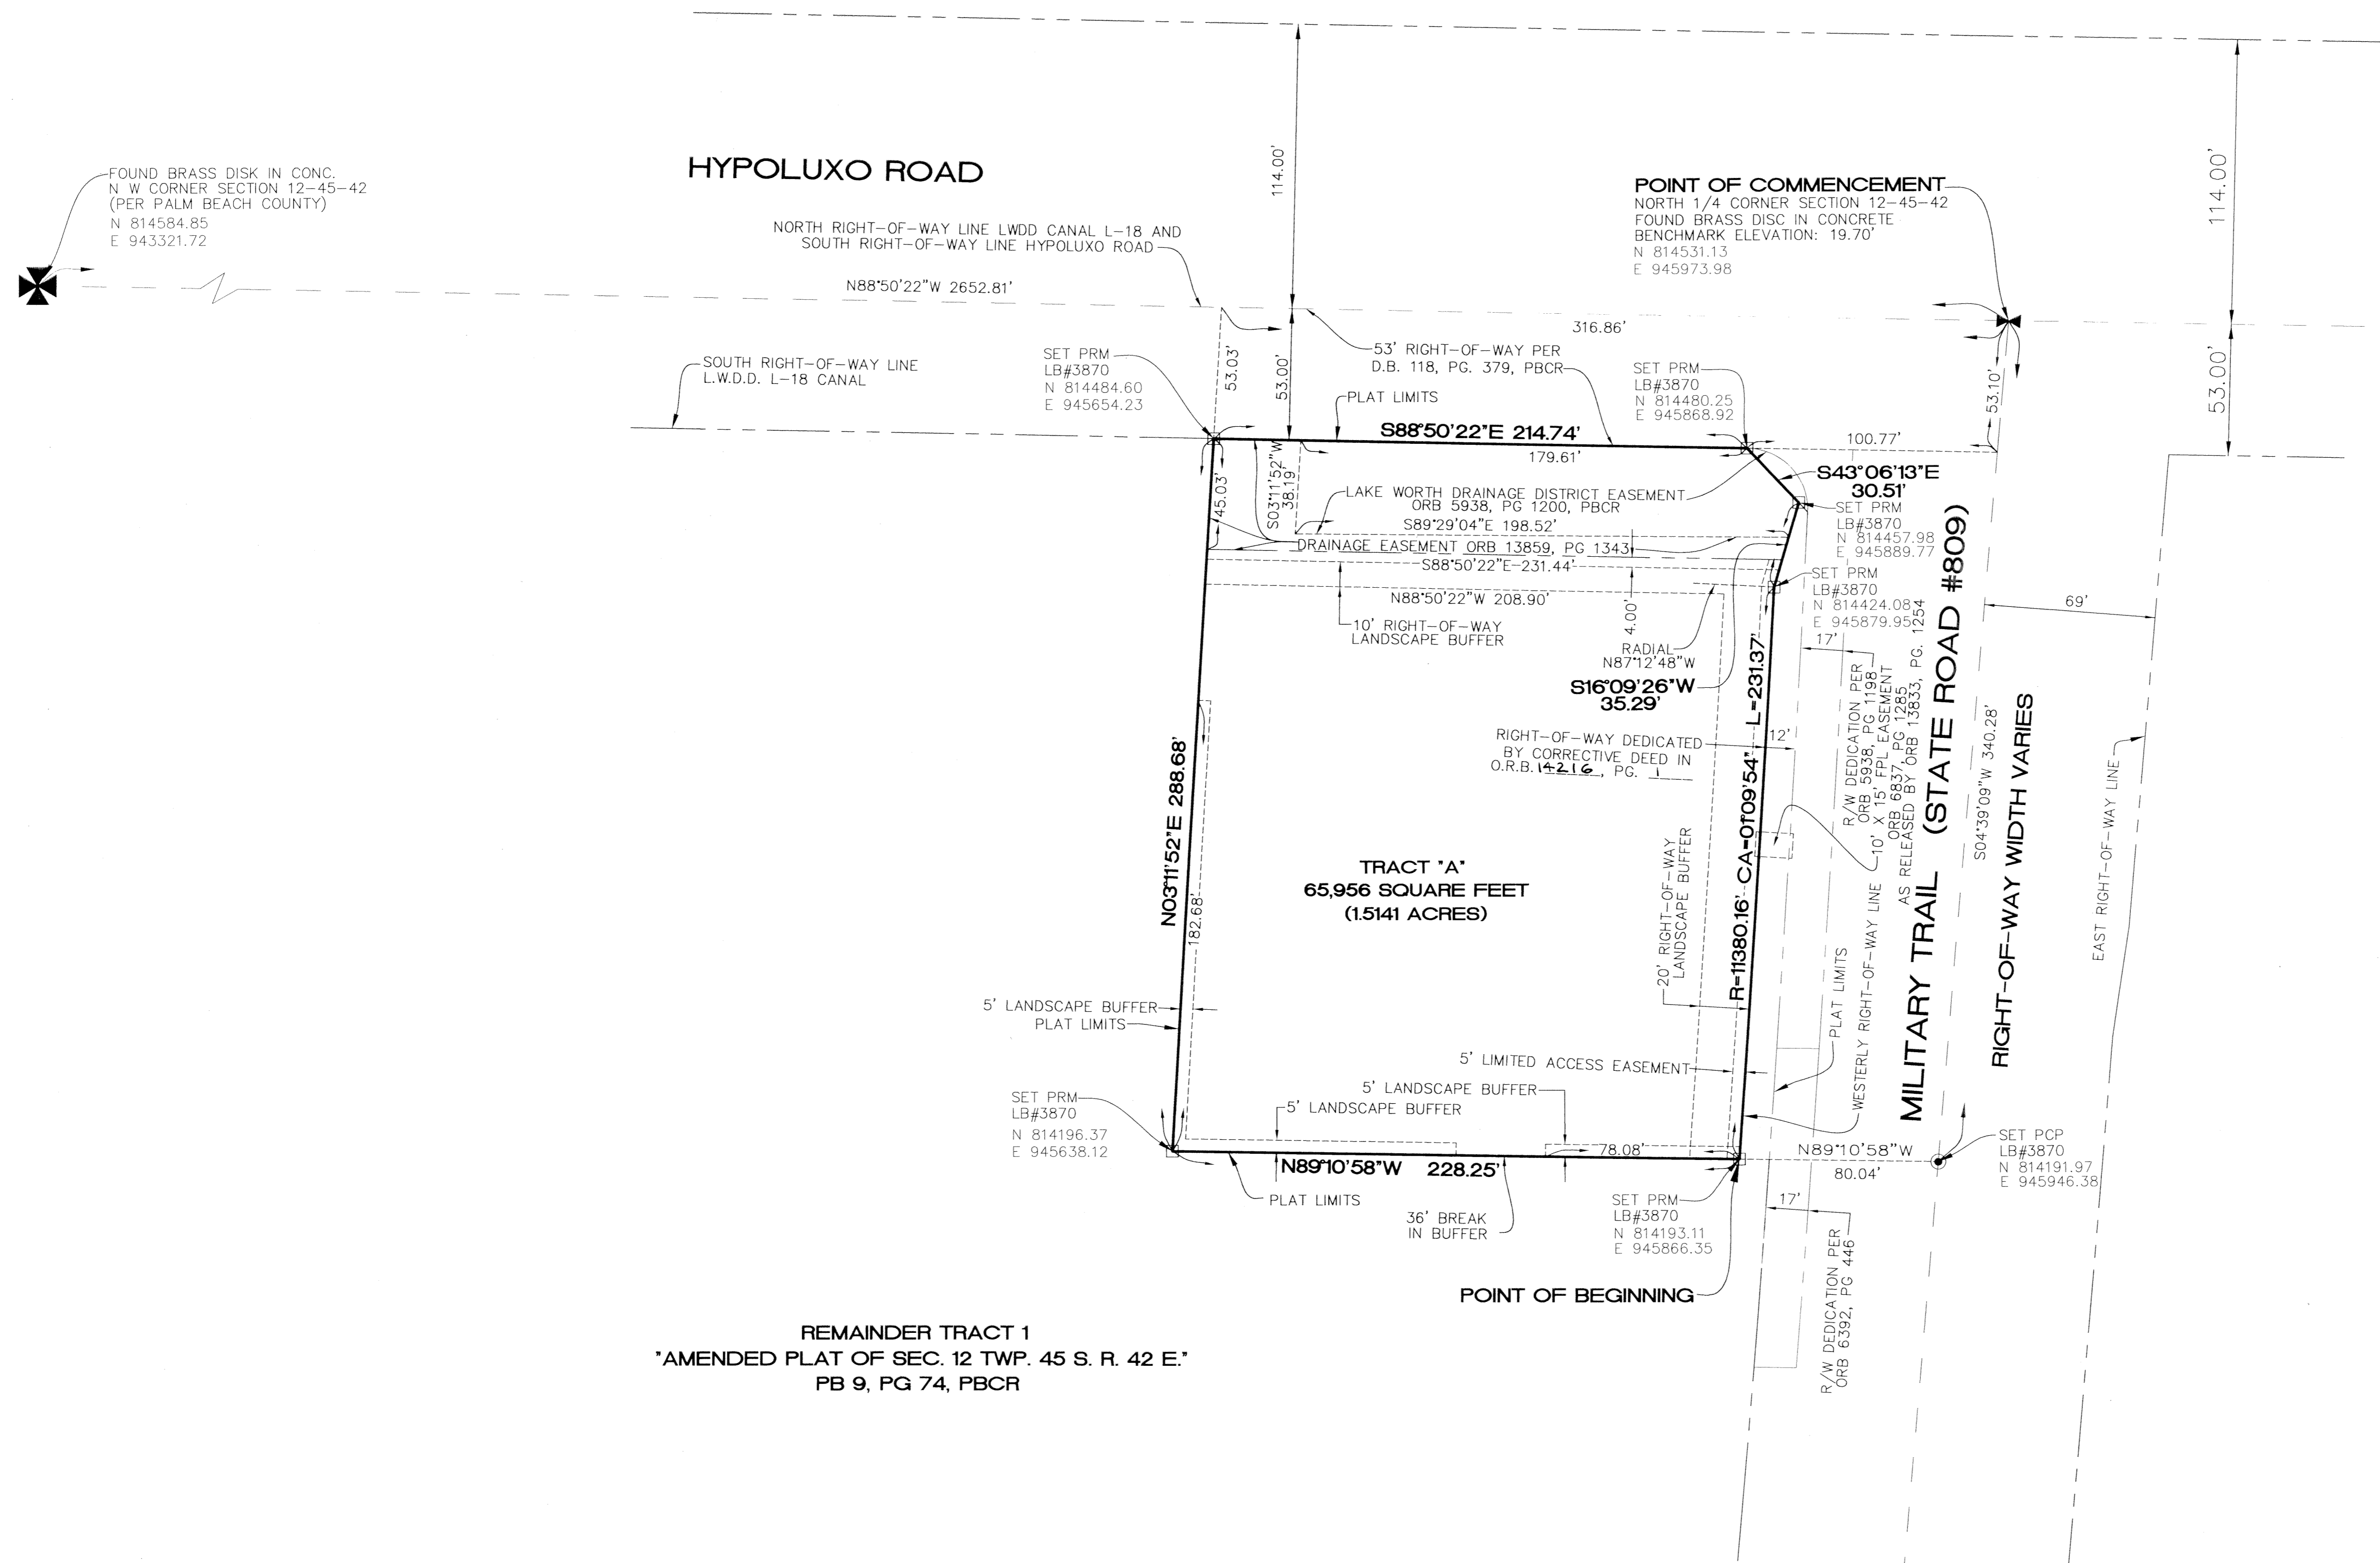 HYPOLUXO ROAD
FOUND BRASS DISK IN CONC.
N W CORNER SECTION 12-45-42
(PER PALM BEACH COUNTY)
N 814584.85
E 943321.72
NORTH RIGHT-OF-WAY LINE LWDD CANAL L-18 AND
SOUTH RIGHT-OF-WAY LINE HYPOLUXO ROAD
N88°50'22"W 2652.81'
114.00'
POINT OF COMMENCEMENT
NORTH 1/4 CORNER SECTION 12-45-42
FOUND BRASS DISC IN CONCRETE
BENCHMARK ELEVATION: 19.70'
N 814531.13
E 945973.98
114.00'
53.00'
316.86'
SOUTH RIGHT-OF-WAY LINE
L.W.D.D. L-18 CANAL
SET PRM
LB#3870
N 814484.60
E 945654.23
53.03'
53.00'
53' RIGHT-OF-WAY PER
D.B. 118, PG. 379, PBCR
PLAT LIMITS
SET PRM
LB#3870
N 814480.25
E 945868.92
53.10'
S88°50'22"E 214.74'
179.61'
100.77'
S43°06'13"E
30.51'
SET PRM
LB#3870
N 814457.98
E 945889.77
45.03'
S03°11'52"W
38.19'
LAKE WORTH DRAINAGE DISTRICT EASEMENT
ORB 5938, PG 1200, PBCR
S89°29'04"E 198.52'
DRAINAGE EASEMENT ORB 13859, PG 1343
S88°50'22"E 231.44'
N88°50'22"W 208.90'
10' RIGHT-OF-WAY
LANDSCAPE BUFFER
4.00'
SET PRM
LB#3870
N 814424.08
E 945879.95
RADIAL
N87°12'48"W
S16°09'26"W
35.29'
17'
69'
RIGHT-OF-WAY DEDICATED
BY CORRECTIVE DEED IN
O.R.B. 14216, PG. 1
12'
R=11380.16' CA=01°09'54" L=231.37'
R/W DEDICATION PER
ORB 5938, PG 1198
10' X 15' FPL EASEMENT
ORB 6837, PG 1285
AS RELEASED BY ORB 13833, PG. 1254
MILITARY TRAIL (STATE ROAD #809)
S04°39'09"W 340.28'
RIGHT-OF-WAY WIDTH VARIES
EAST RIGHT-OF-WAY LINE
N03°11'52"E 288.68'
182.68'
TRACT "A"
65,956 SQUARE FEET
(1.5141 ACRES)
20' RIGHT-OF-WAY
LANDSCAPE BUFFER
PLAT LIMITS
WESTERLY RIGHT-OF-WAY LINE
5' LANDSCAPE BUFFER
PLAT LIMITS
5' LIMITED ACCESS EASEMENT
5' LANDSCAPE BUFFER
5' LANDSCAPE BUFFER
SET PRM
LB#3870
N 814196.37
E 945638.12
N89°10'58"W 228.25'
78.08'
N89°10'58"W
80.04'
SET PCP
LB#3870
N 814191.97
E 945946.38
PLAT LIMITS
36' BREAK
IN BUFFER
SET PRM
LB#3870
N 814193.11
E 945866.35
17'
R/W DEDICATION PER
ORB 6392, PG 446
POINT OF BEGINNING
REMAINDER TRACT 1
"AMENDED PLAT OF SEC. 12 TWP. 45 S. R. 42 E."
PB 9, PG 74, PBCR